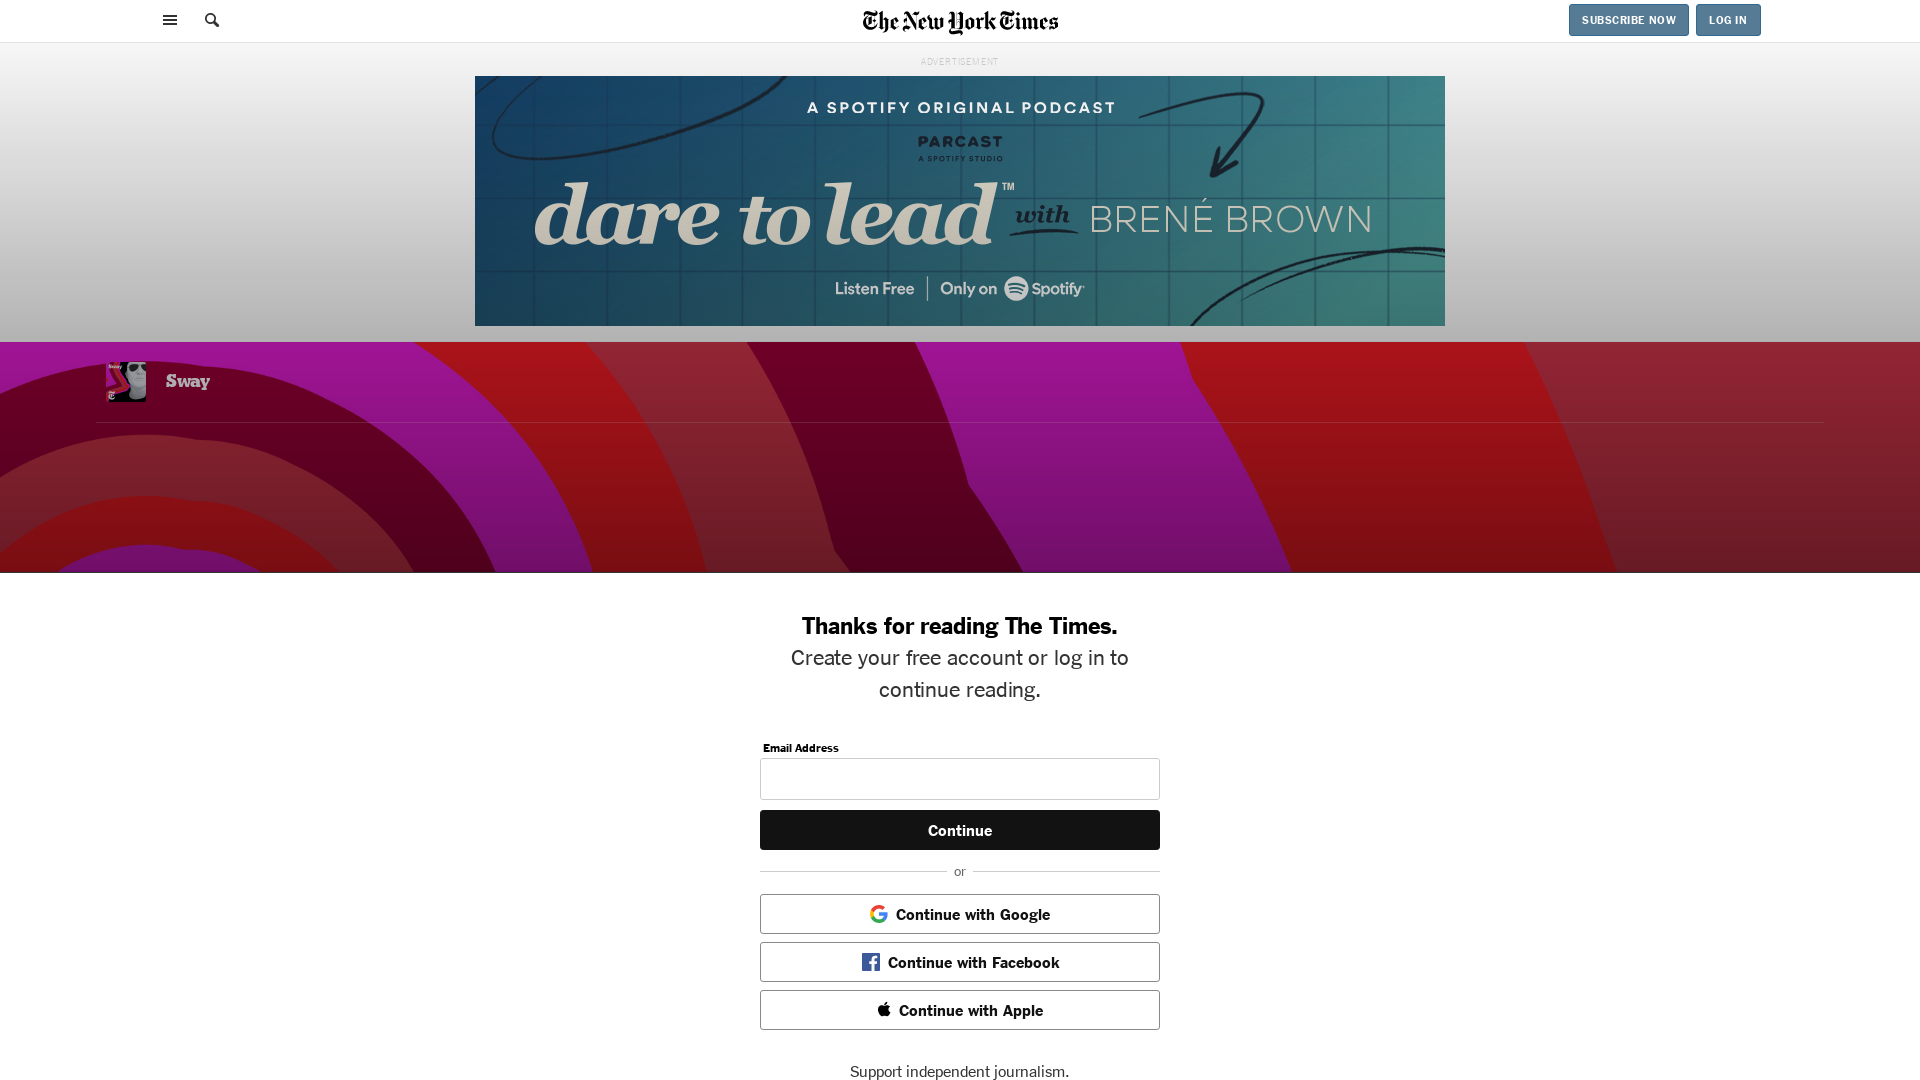 The New York Times
SUBSCRIBE NOW
LOG IN
ADVERTISEMENT
A SPOTIFY ORIGINAL PODCAST
PARCAST
A SPOTIFY STUDIO
dare to lead™ with BRENÉ BROWN
Listen Free | Only on Spotify
Sway
Thanks for reading The Times.
Create your free account or log in to
continue reading.
Email Address
Continue
or
Continue with Google
Continue with Facebook
Continue with Apple
Support independent journalism.